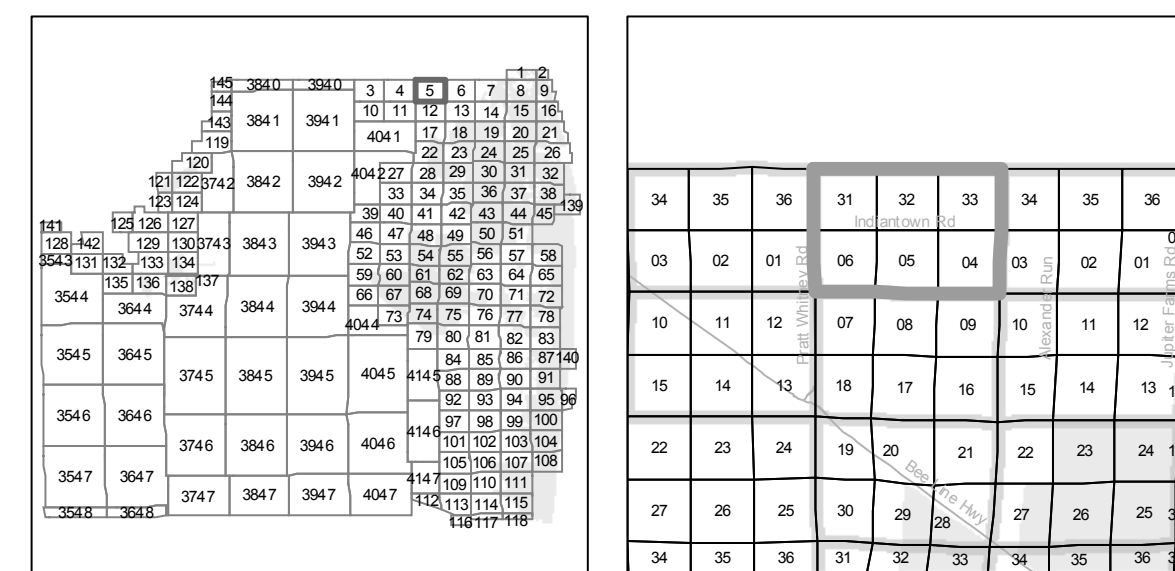 1 2
145 3840 3940 3 4 5 6 7 8 9
144
10 11 12 13 14 15 16
143 3841 3941
119 4041 17 18 19 20 21
120 22 23 24 25 26
121 122 3742 3842 3942 4042 27 28 29 30 31 32
123 124 33 34 35 36 37 38
139
39 40 41 42 43 44 45
141 125 126 127
46 47 48 49 50 51
128 142 129 130 3743 3843 3943
52 53 54 55 56 57 58
3543 131 132 133 134
59 60 61 62 63 64 65
135 136 138 137
3544 66 67 68 69 70 71 72
3644 3744 3844 3944
4044 73 74 75 76 77 78
79 80 81 82 83
3545 3645 84 85 86 87 140
3745 3845 3945 4045 4145 88 89 90 91
92 93 94 95 96
3546 3646 97 98 99 100
4146
3746 3846 3946 4046 101 102 103 104
105 106 107 108
3547 3647 4147 109 110 111
3747 3847 3947 4047
112 113 114 115
3548 3648 116 117 118
34 35 36 31 32 33 34 35 36
Indiantown Rd
03 02 01 06 05 04 03 02 01
Pratt Whitney Rd
Alexander Run
Jupiter Farms Rd
10 11 12 07 08 09 10 11 12
15 14 13 18 17 16 15 14 13
22 23 24 19 20 21 22 23 24
Bee Line Hwy
27 26 25 30 29 28 27 26 25
34 35 36 31 32 33 34 35 36